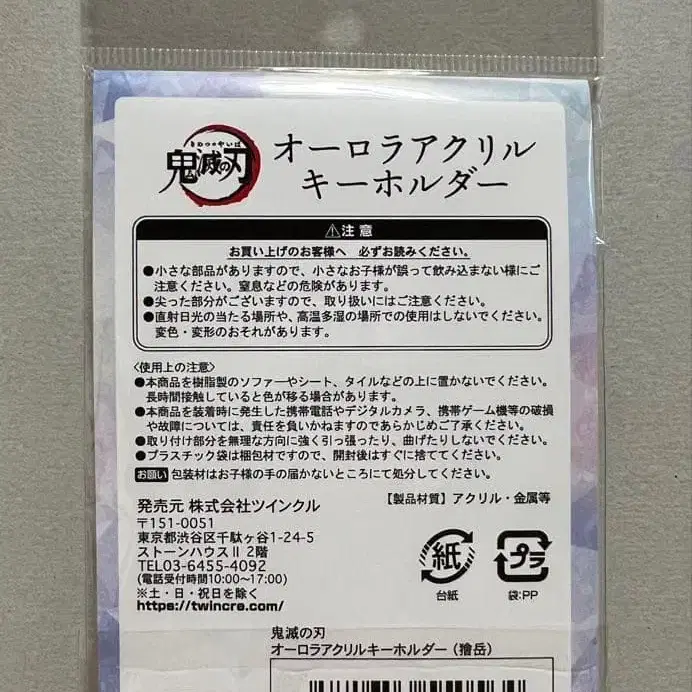 きめつのやいば
鬼滅の刃
オーロラアクリル
キーホルダー
⚠注意
お買い上げのお客様へ 必ずお読みください。
●小さな部品がありますので、小さなお子様が誤って飲み込まない様にご
注意ください。窒息などの危険があります。
●尖った部分がございますので、取り扱いにはご注意ください。
●直射日光の当たる場所や、高温多湿の場所での使用はしないでください。
変色・変形のおそれがあります。
〈使用上の注意〉
●本商品を樹脂製のソファーやシート、タイルなどの上に置かないでください。
長時間接触していると色が移る場合があります。
●本商品を装着時に発生した携帯電話やデジタルカメラ、携帯ゲーム機等の破損
や故障については、責任を負いかねますのであらかじめご了承ください。
●取り付け部分を無理な方向に強く引っ張ったり、曲げたりしないでください。
●プラスチック袋は梱包材ですので、開封後はすぐに捨ててください。
お願い 包装材はお子様の手の届かないところにて処分してください。
【製品材質】アクリル・金属等
発売元 株式会社ツインクル
〒151-0051
東京都渋谷区千駄ヶ谷1-24-5
ストーンハウスⅡ 2階
TEL03-6455-4092
(電話受付時間10:00〜17:00)
※土・日・祝日を除く
https://twincre.com/
紙
台紙
プラ
袋:PP
鬼滅の刃
オーロラアクリルキーホルダー（獪岳）